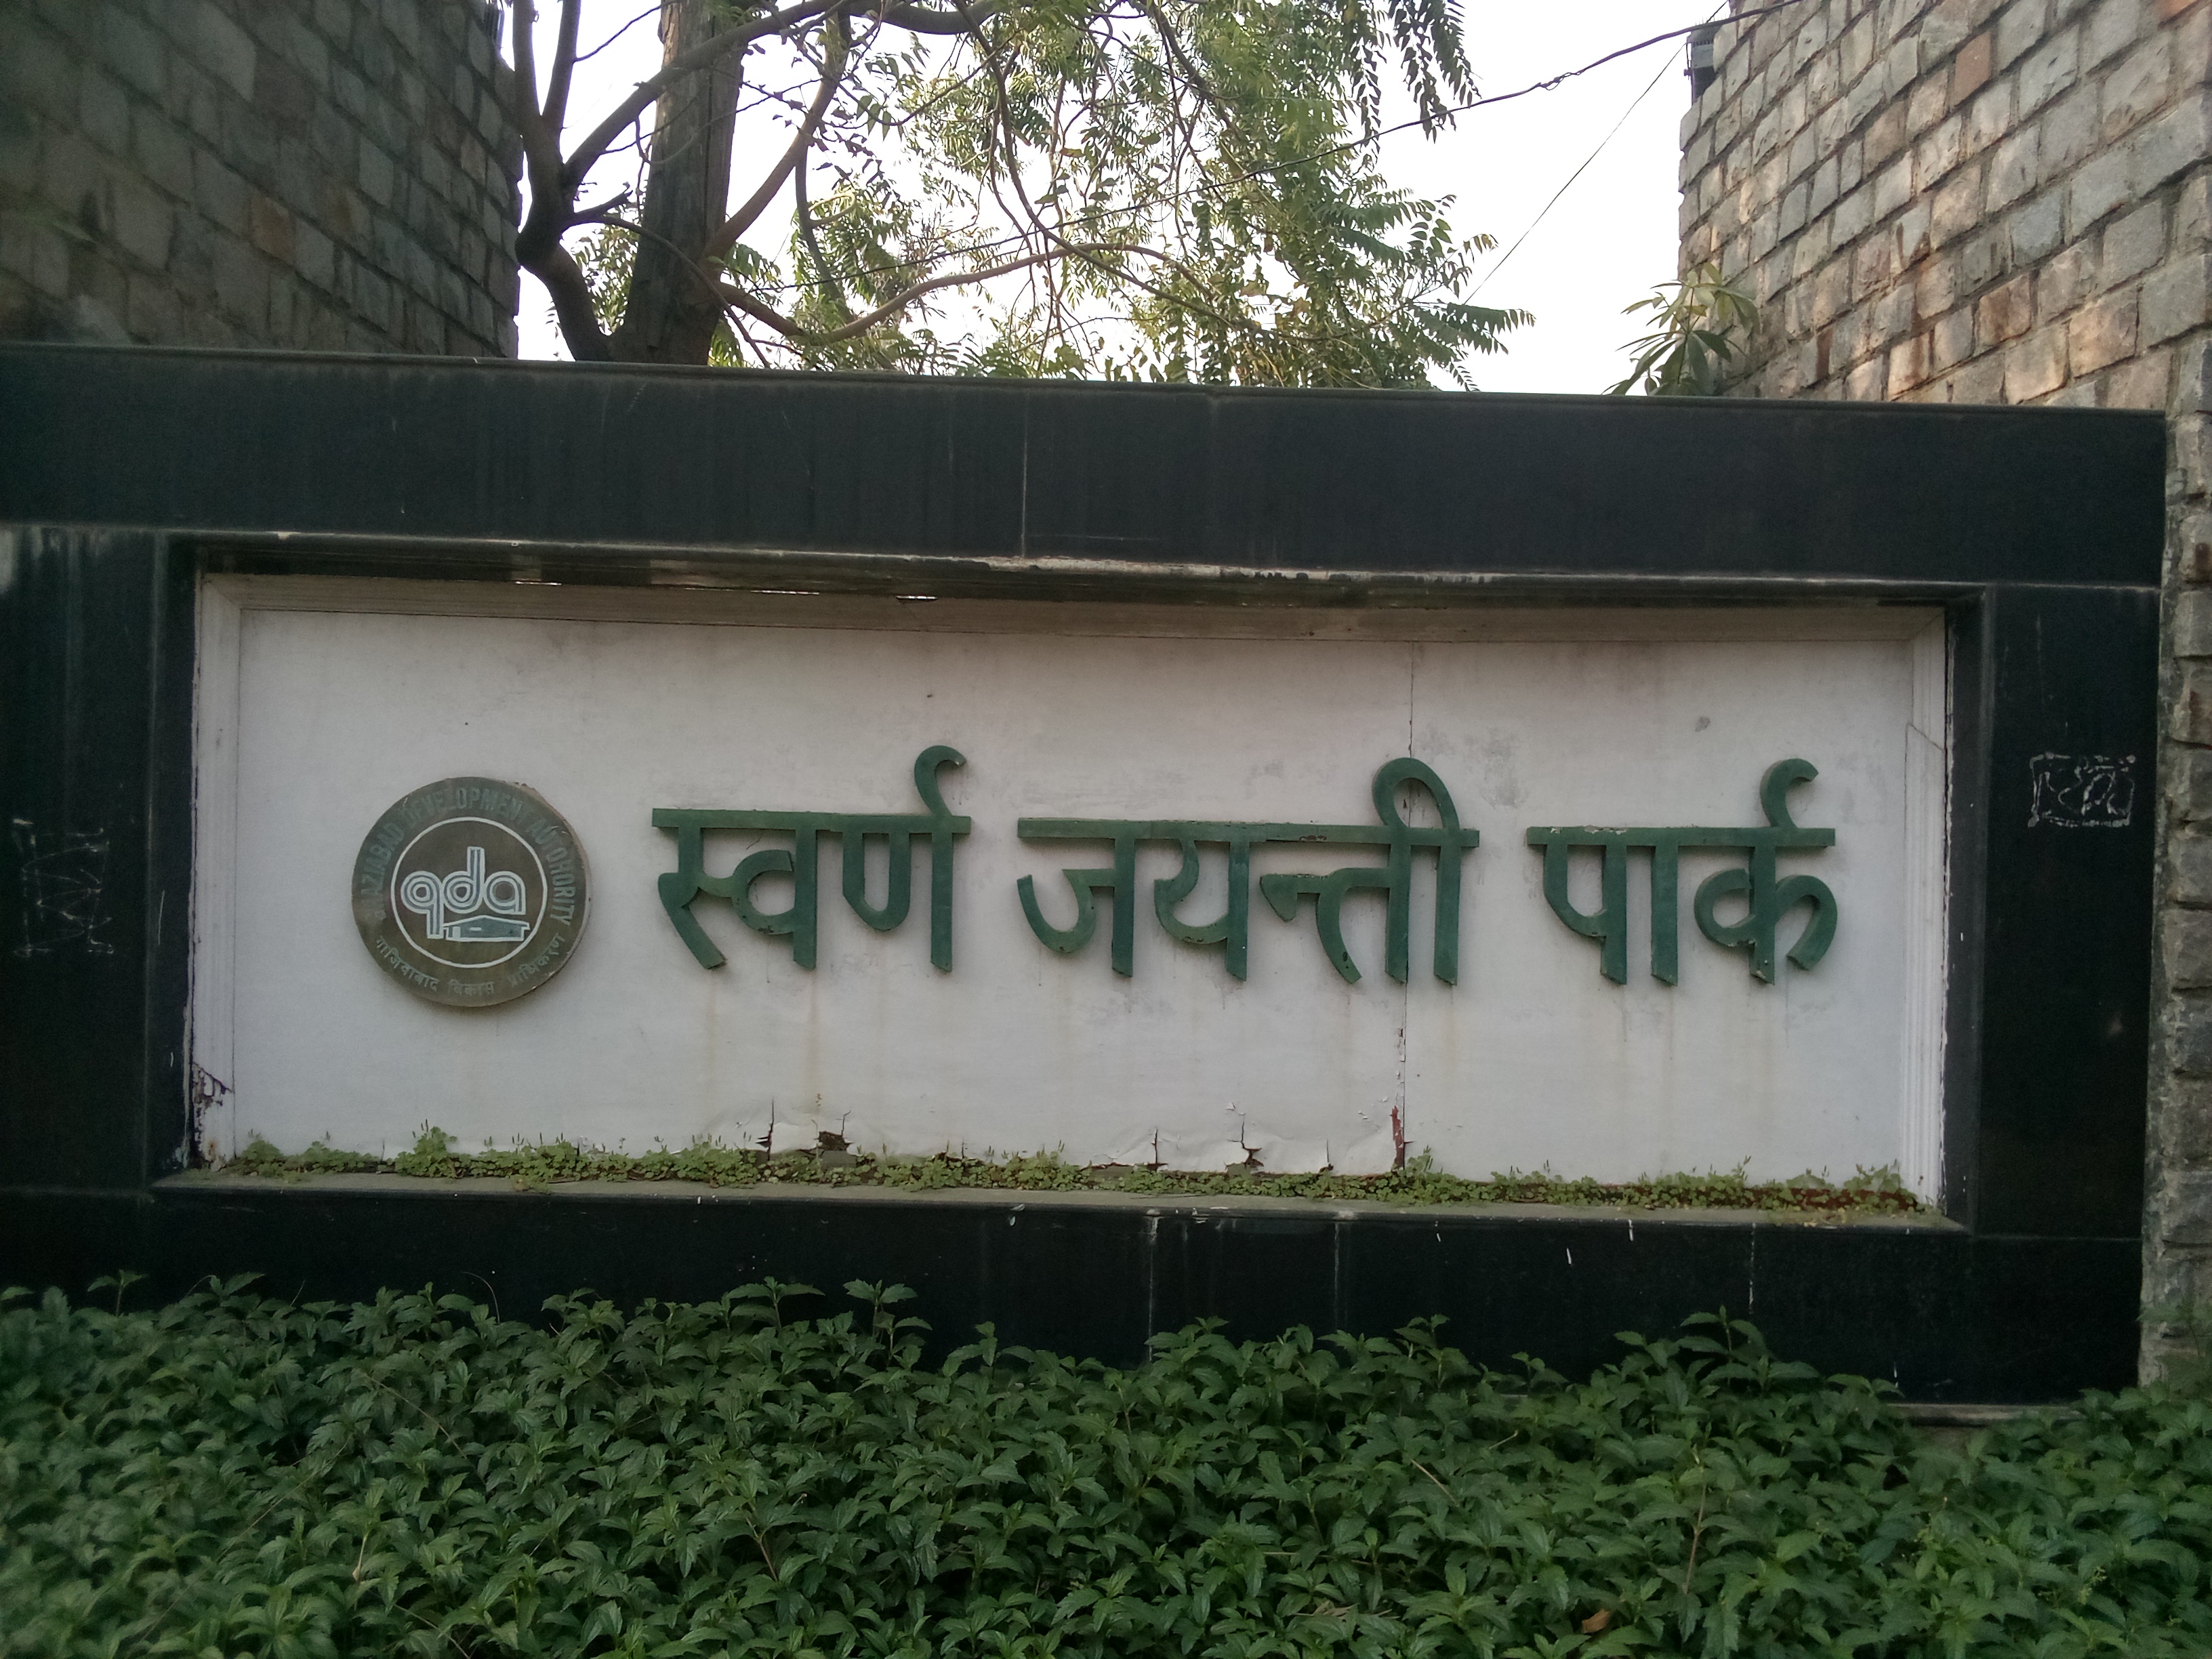 GHAZIABAD DEVELOPMENT AUTHORITY
gda
गाजियाबाद विकास प्राधिकरण
स्वर्ण जयन्ती पार्क